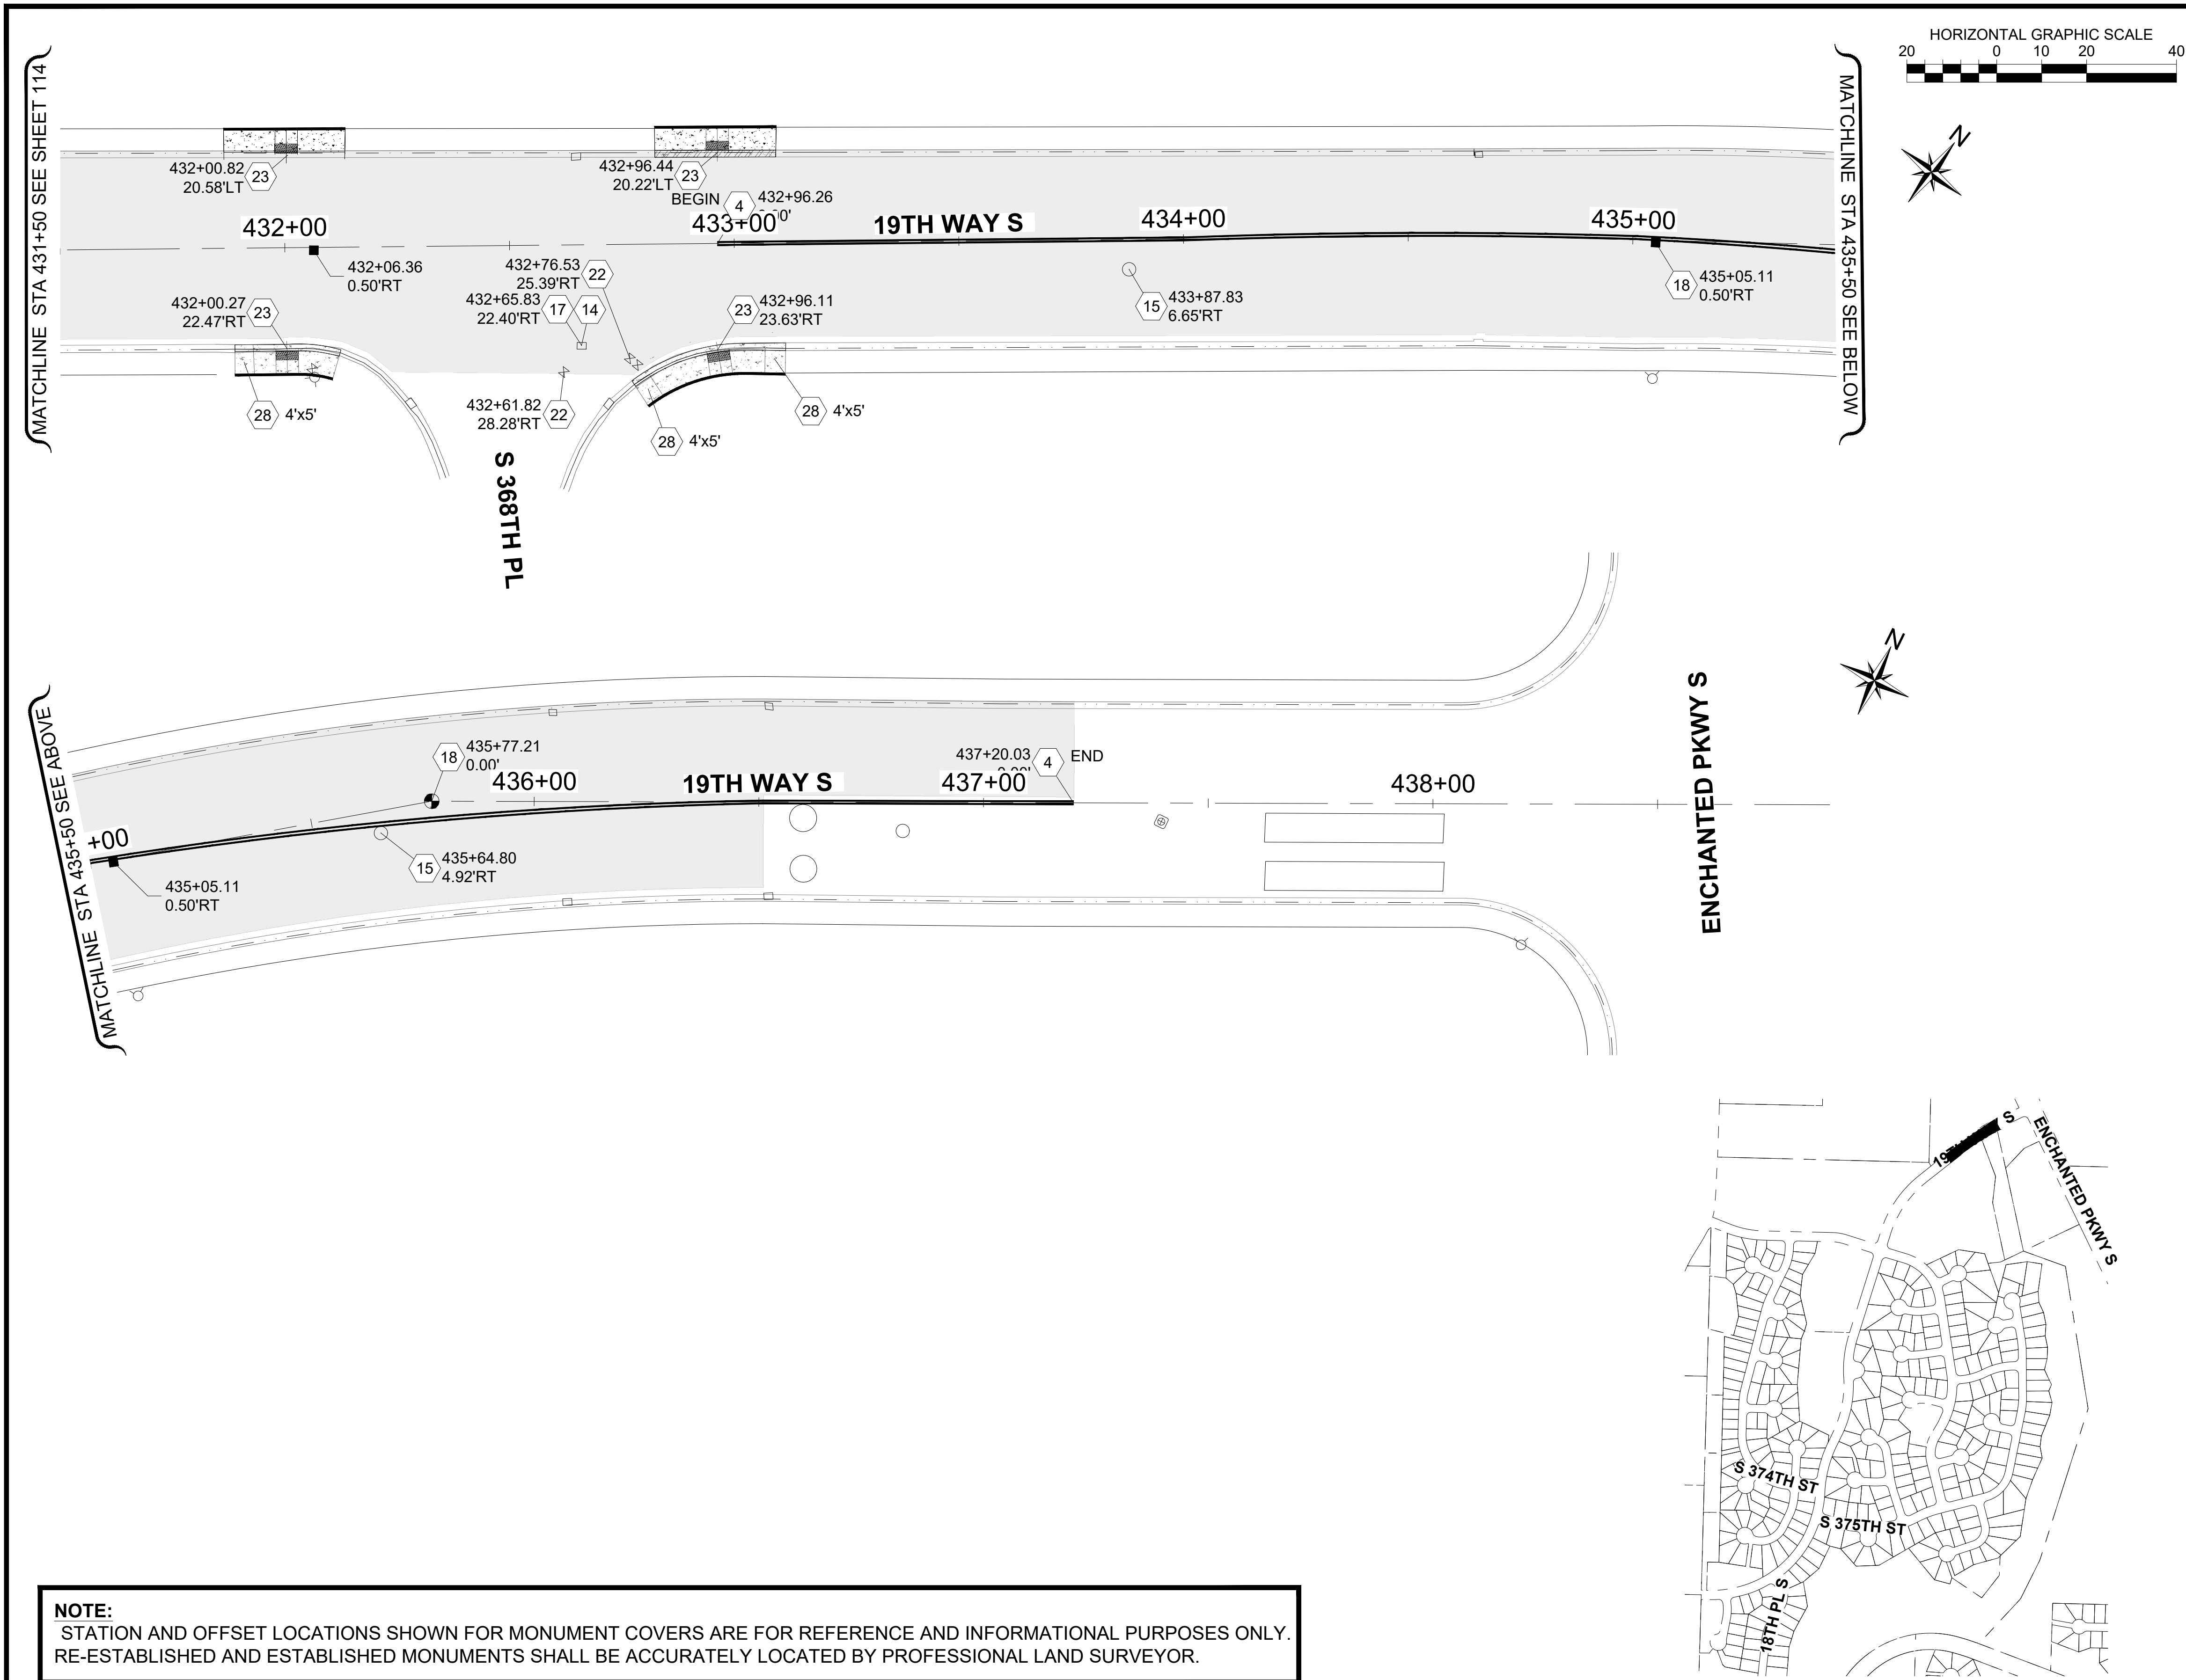 HORIZONTAL GRAPHIC SCALE
20 0 10 20 40
N
MATCHLINE STA 431+50 SEE SHEET 114
MATCHLINE STA 435+50 SEE BELOW
432+00.82
20.58'LT
23
432+96.44
20.22'LT
23
BEGIN
4
432+96.26
432+00
433+00
19TH WAY S
434+00
435+00
432+06.36
0.50'RT
432+76.53
25.39'RT
22
432+65.83
22.40'RT
17
14
432+00.27
22.47'RT
23
23
432+96.11
23.63'RT
15
433+87.83
6.65'RT
18
435+05.11
0.50'RT
28 4'x5'
432+61.82
28.28'RT
22
28 4'x5'
28 4'x5'
S 368TH PL
N
MATCHLINE STA 435+50 SEE ABOVE
18
435+77.21
0.00'
437+20.03
4
END
436+00
19TH WAY S
437+00
438+00
+00
435+05.11
0.50'RT
15
435+64.80
4.92'RT
ENCHANTED PKWY S
S
ENCHANTED PKWY S
S 374TH ST
S 375TH ST
18TH PL S
NOTE:
STATION AND OFFSET LOCATIONS SHOWN FOR MONUMENT COVERS ARE FOR REFERENCE AND INFORMATIONAL PURPOSES ONLY.
RE-ESTABLISHED AND ESTABLISHED MONUMENTS SHALL BE ACCURATELY LOCATED BY PROFESSIONAL LAND SURVEYOR.